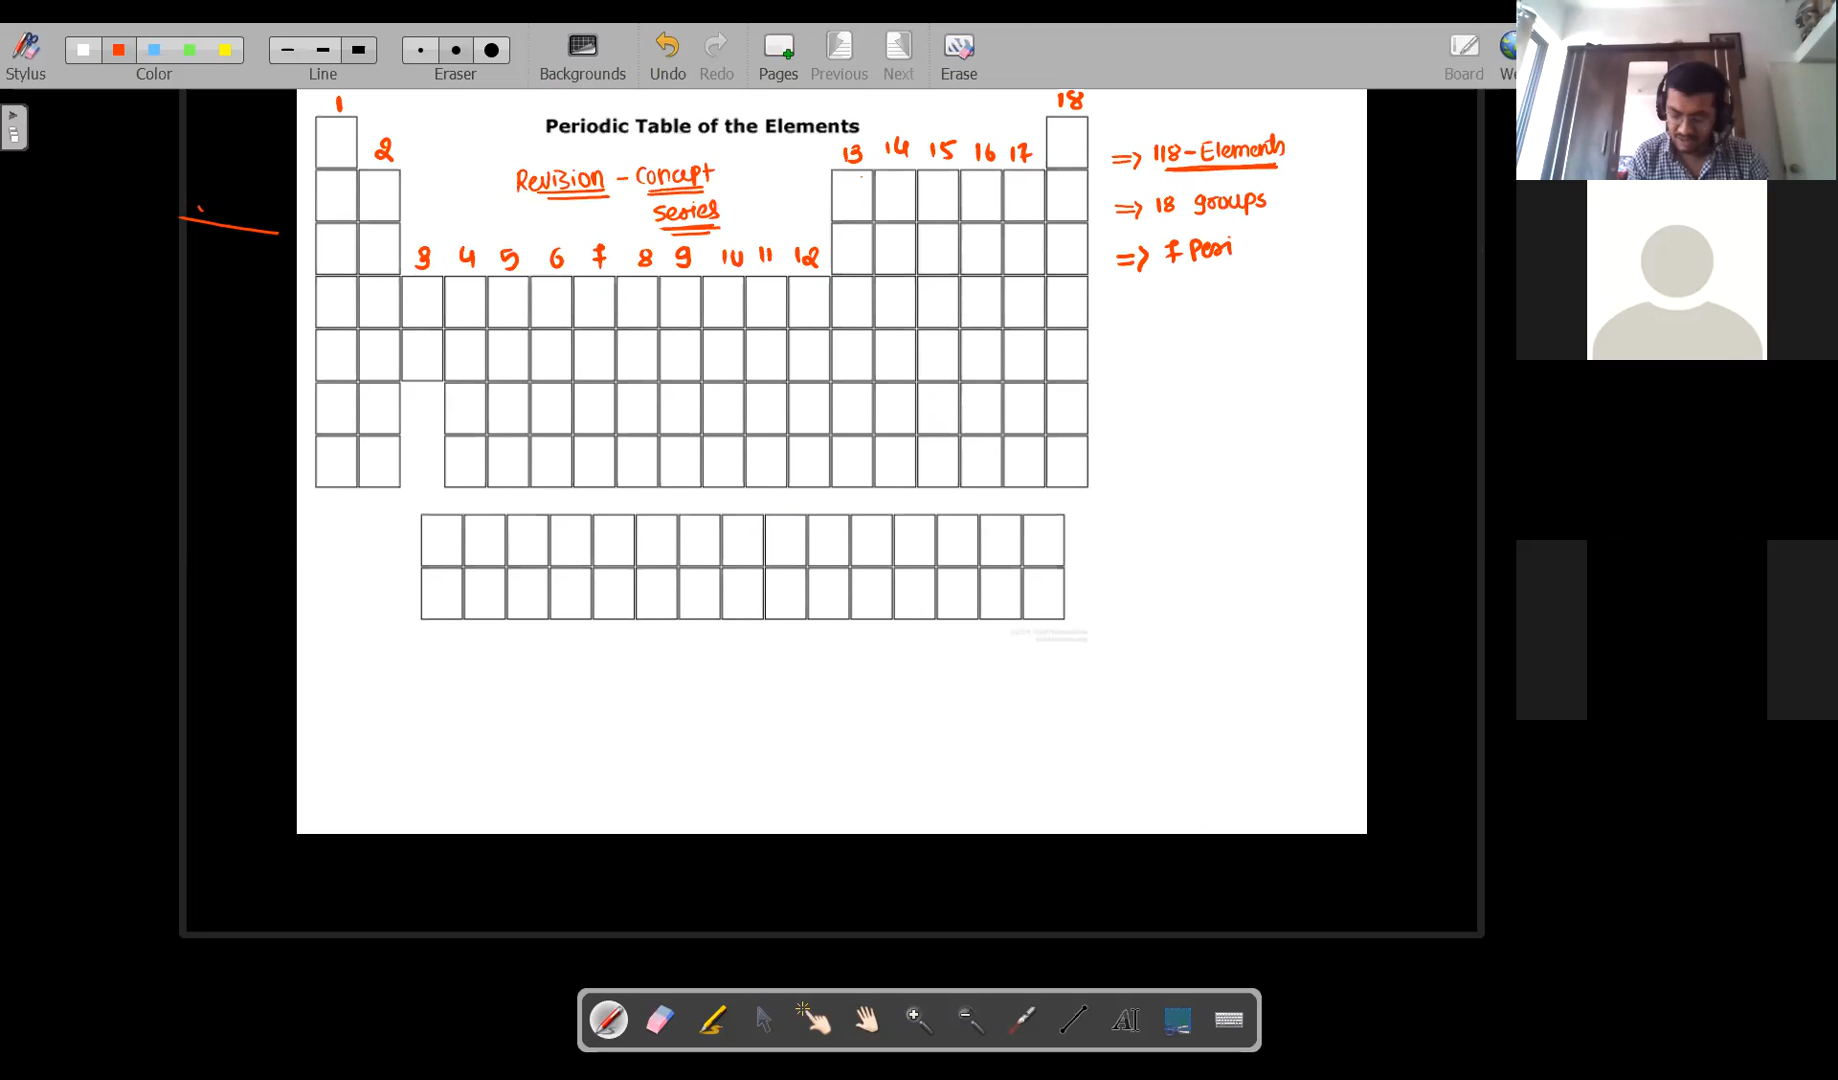 Stylus
Color
Line
Eraser
Backgrounds
Undo
Redo
Pages
Previous
Next
Erase
Board
We
1
18
Periodic Table of the Elements
2
13 14 15 16 17
Revision - Concept
series
3 4 5 6 7 8 9 10 11 12
=> 118-Elements
=> 18 groups
=> 7 Peri
AI